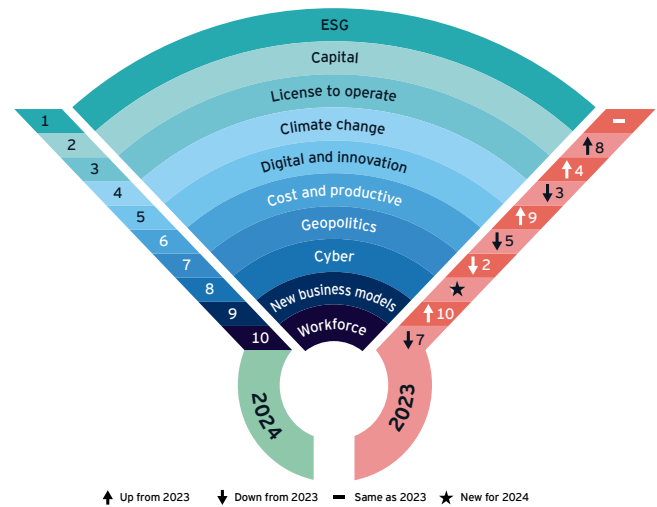 ESG
Capital
License to operate
Climate change
Digital and innovation
Cost and productive
Geopolitics
Cyber
New business models
Workforce
1
2
3
4
5
6
7
8
9
10
8
4
3
9
5
2
10
7
2024
2023
Up from 2023
Down from 2023
Same as 2023
New for 2024